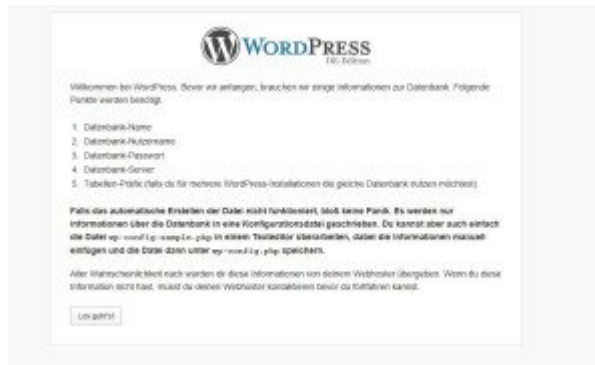 WORDPRESS
DE-Edition
Willkommen bei WordPress. Bevor wir anfangen, brauchen wir einige Informationen zur Datenbank. Folgende
Punkte werden benötigt.
1. Datenbank-Name
2. Datenbank-Nutzername
3. Datenbank-Passwort
4. Datenbank-Server
5. Tabellen-Präfix (falls du für mehrere WordPress-Installationen die gleiche Datenbank nutzen möchtest)
Falls das automatische Erstellen der Datei nicht funktioniert, bloß keine Panik. Es werden nur
Informationen über die Datenbank in eine Konfigurationsdatei geschrieben. Du kannst aber auch einfach
die Datei wp-config-sample.php in einem Texteditor überarbeiten, dabei die Informationen manuell
einfügen und die Datei dann unter wp-config.php speichern.
Aller Wahrscheinlichkeit nach wurden dir diese Informationen von deinem Webhoster übergeben. Wenn du diese
Information nicht hast, musst du deinen Webhoster kontaktieren bevor du fortfahren kannst.
Los geht's!